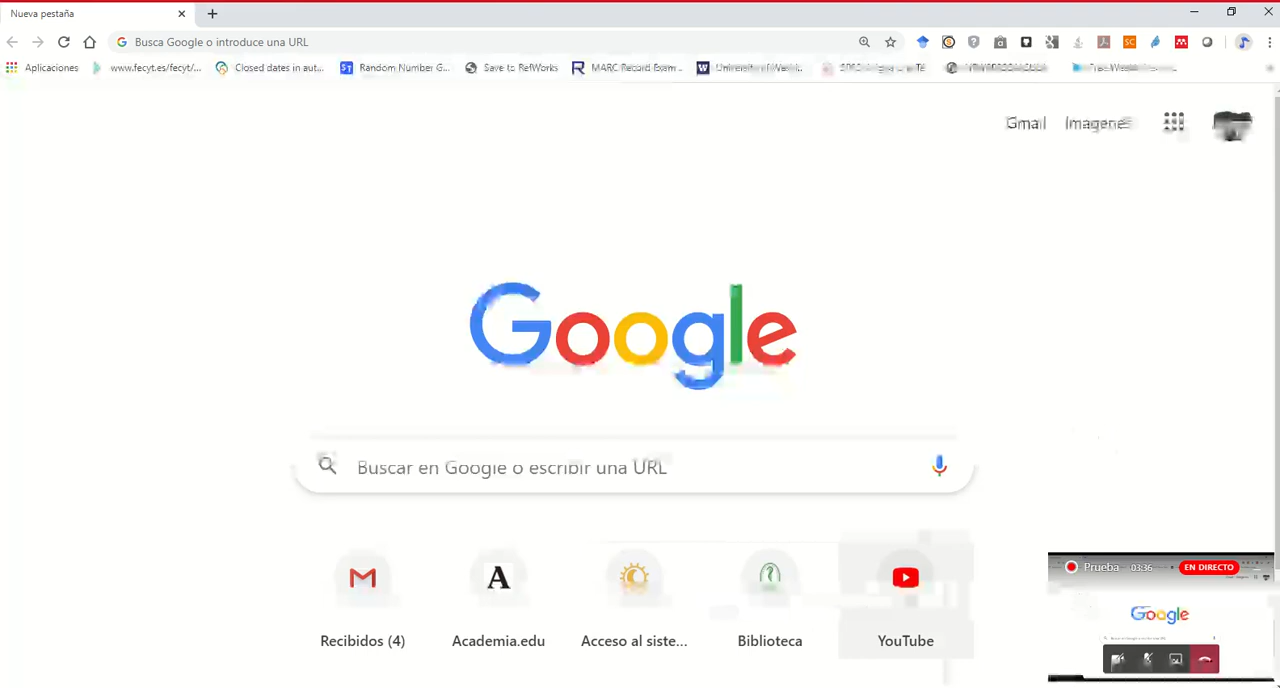 Nueva pestaña
Busca Google o introduce una URL
Aplicaciones www.fecyt.es/fecyt/... Closed dates in aut... Random Number G... Save to RefWorks MARC Record Exam...
Gmail Imagenes
Google
Buscar en Google o escribir una URL
Recibidos (4) Academia.edu Acceso al siste... Biblioteca YouTube
Prueba 03:36 EN DIRECTO
Google